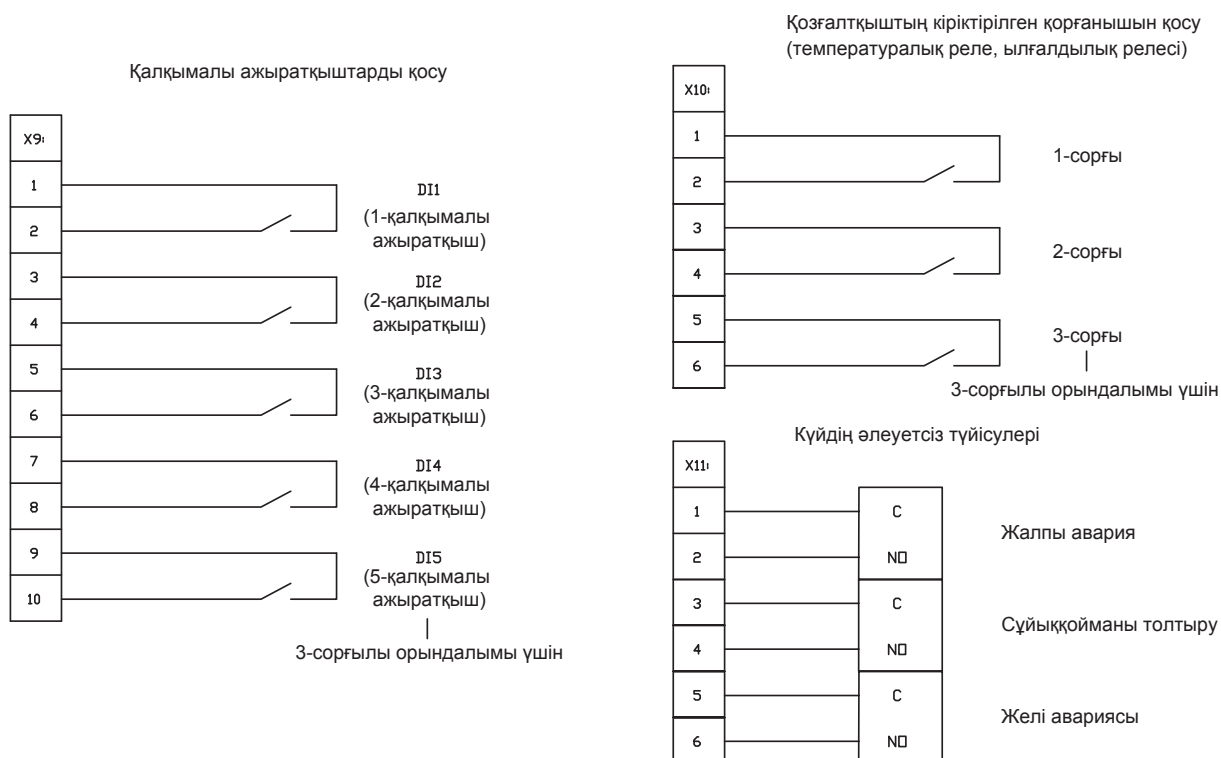 Қалқымалы ажыратқыштарды қосу
X9:
1
2
3
4
5
6
7
8
9
10
DI1
(1-қалқымалы
ажыратқыш)
DI2
(2-қалқымалы
ажыратқыш)
DI3
(3-қалқымалы
ажыратқыш)
DI4
(4-қалқымалы
ажыратқыш)
DI5
(5-қалқымалы
ажыратқыш)
3-сорғылы орындалымы үшін
Қозғалтқыштың кіріктірілген қорғанышын қосу
(температуралық реле, ылғалдылық релесі)
X10:
1
2
3
4
5
6
1-сорғы
2-сорғы
3-сорғы
3-сорғылы орындалымы үшін
Күйдің әлеуетсіз түйісулері
X11:
1
2
3
4
5
6
C
NO
C
NO
C
NO
Жалпы авария
Сұйыққойманы толтыру
Желі авариясы